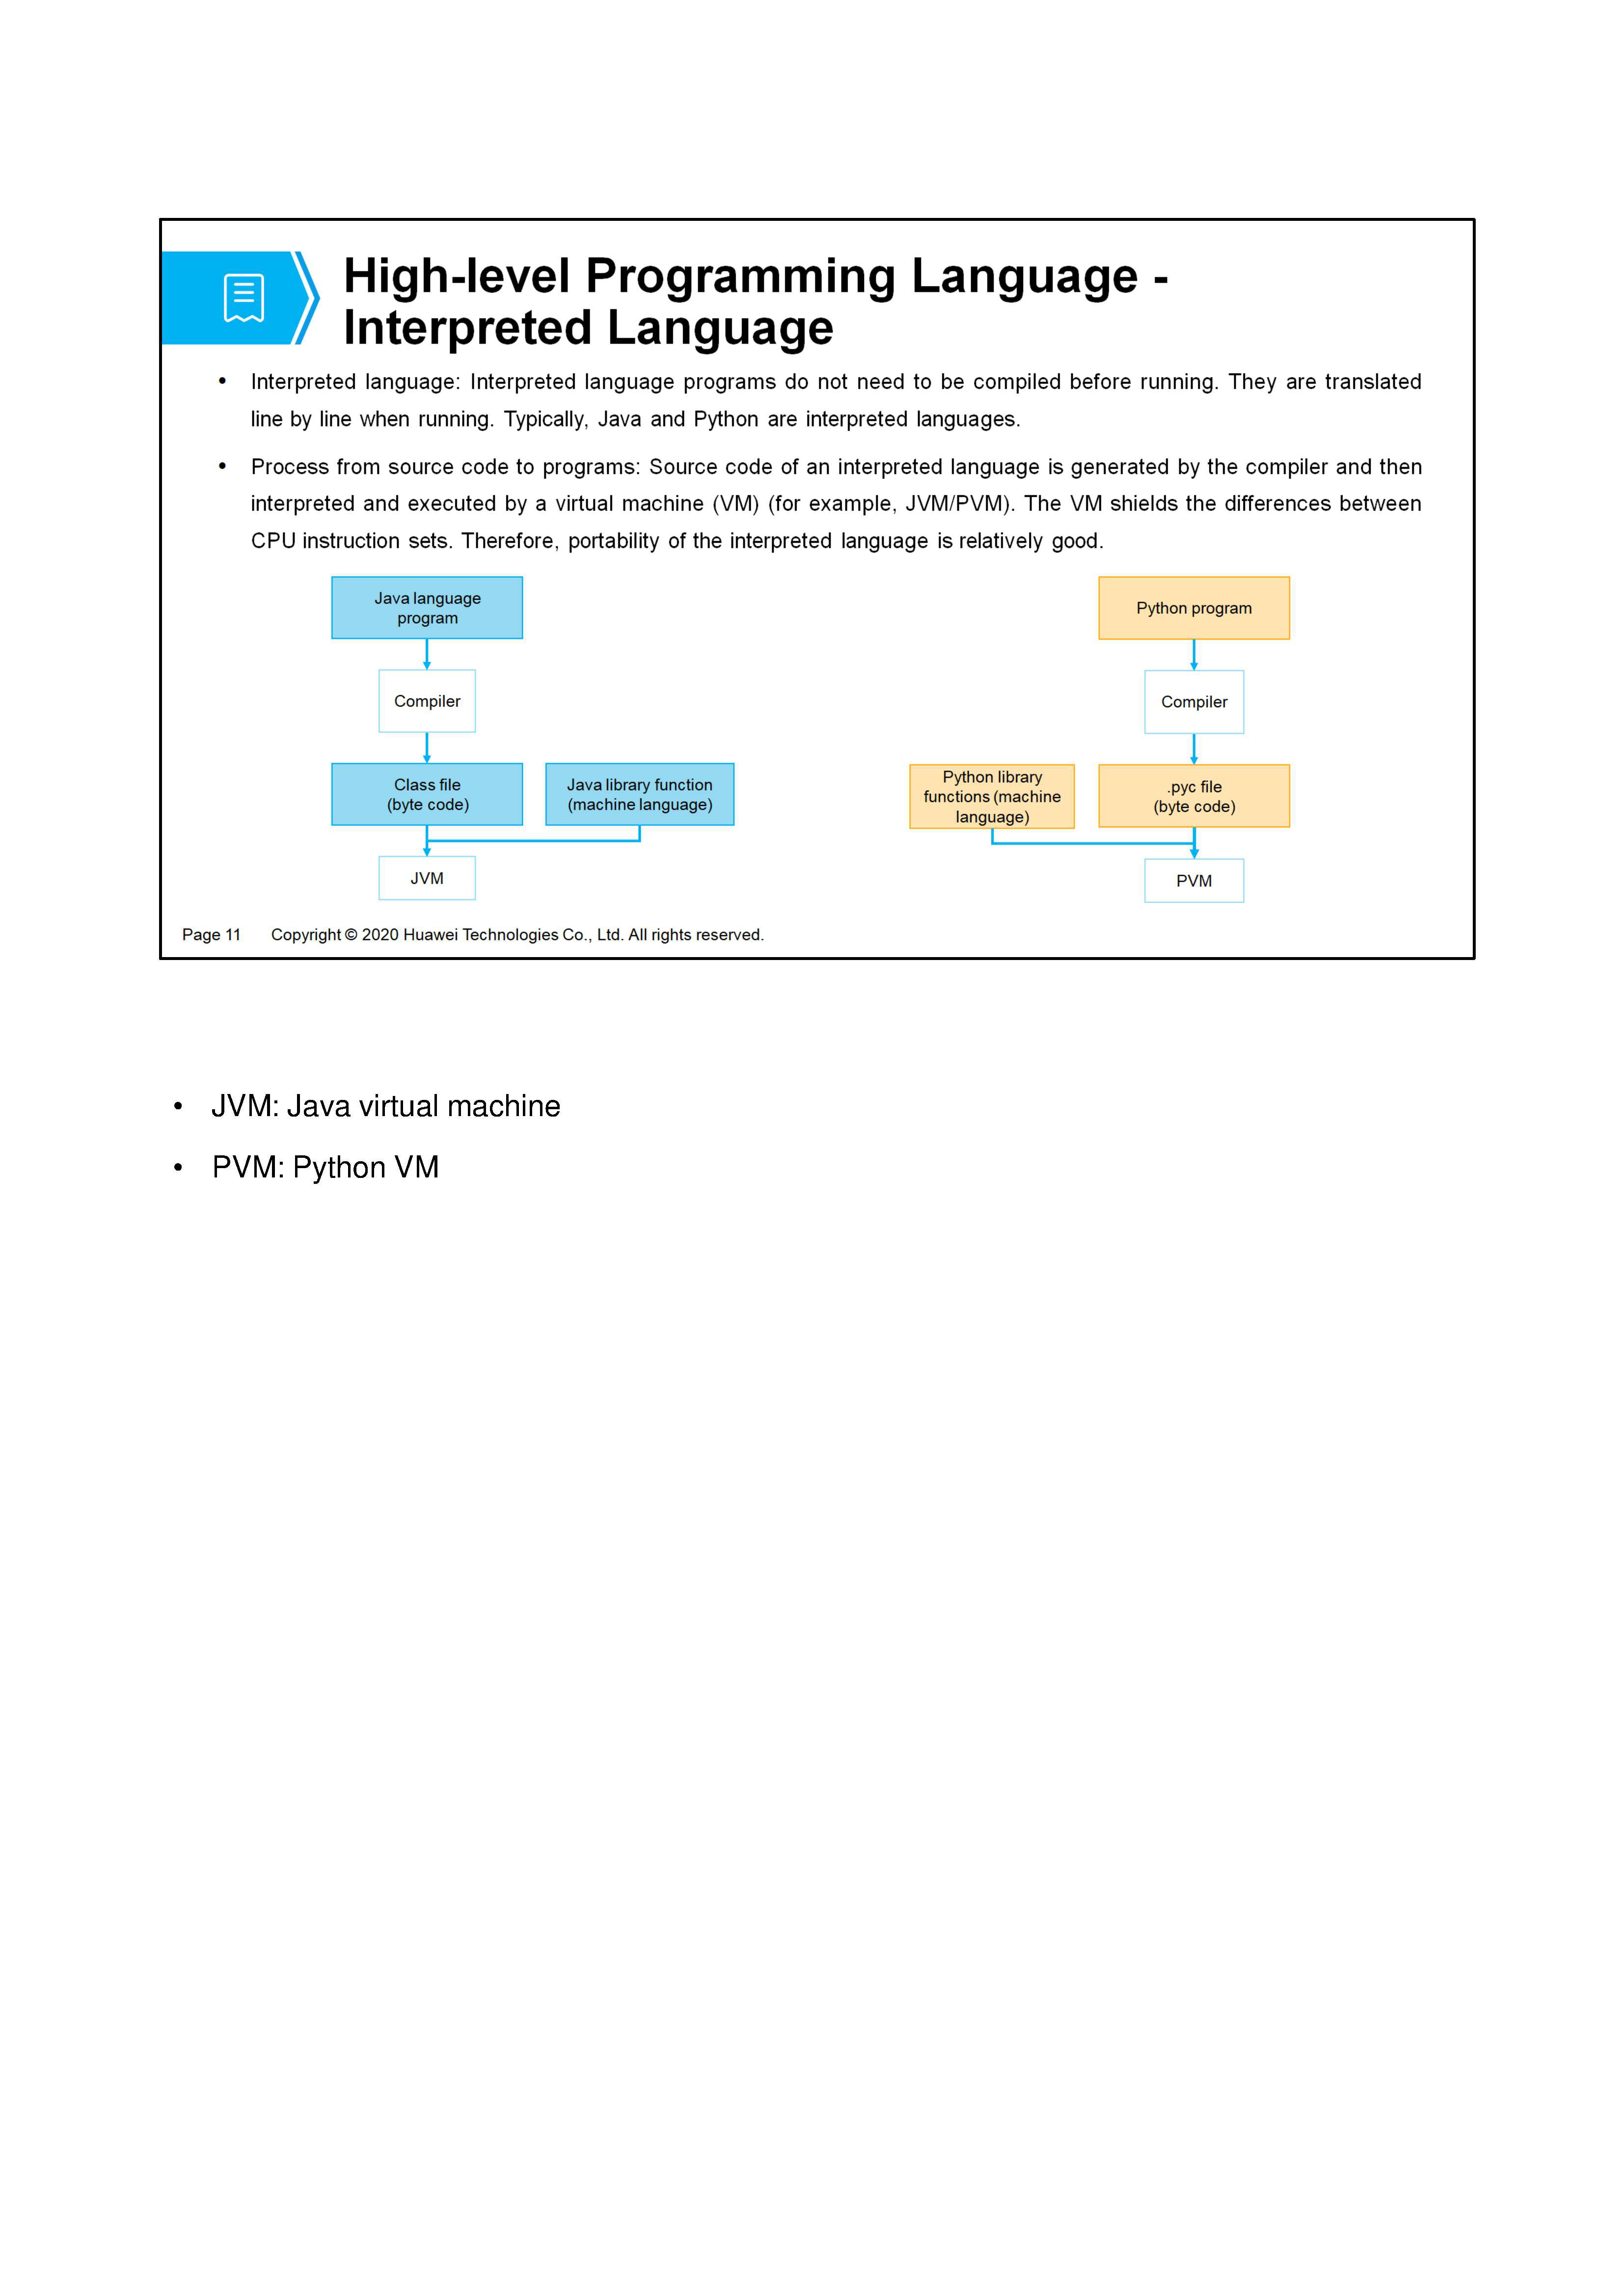 High-level Programming Language -
Interpreted Language
• Interpreted language: Interpreted language programs do not need to be compiled before running. They are translated
line by line when running. Typically, Java and Python are interpreted languages.
• Process from source code to programs: Source code of an interpreted language is generated by the compiler and then
interpreted and executed by a virtual machine (VM) (for example, JVM/PVM). The VM shields the differences between
CPU instruction sets. Therefore, portability of the interpreted language is relatively good.
Java language
program
Compiler
Class file
(byte code)
Java library function
(machine language)
JVM
Python program
Compiler
Python library
functions (machine
language)
.pyc file
(byte code)
PVM
Page 11 Copyright © 2020 Huawei Technologies Co., Ltd. All rights reserved.
• JVM: Java virtual machine
• PVM: Python VM